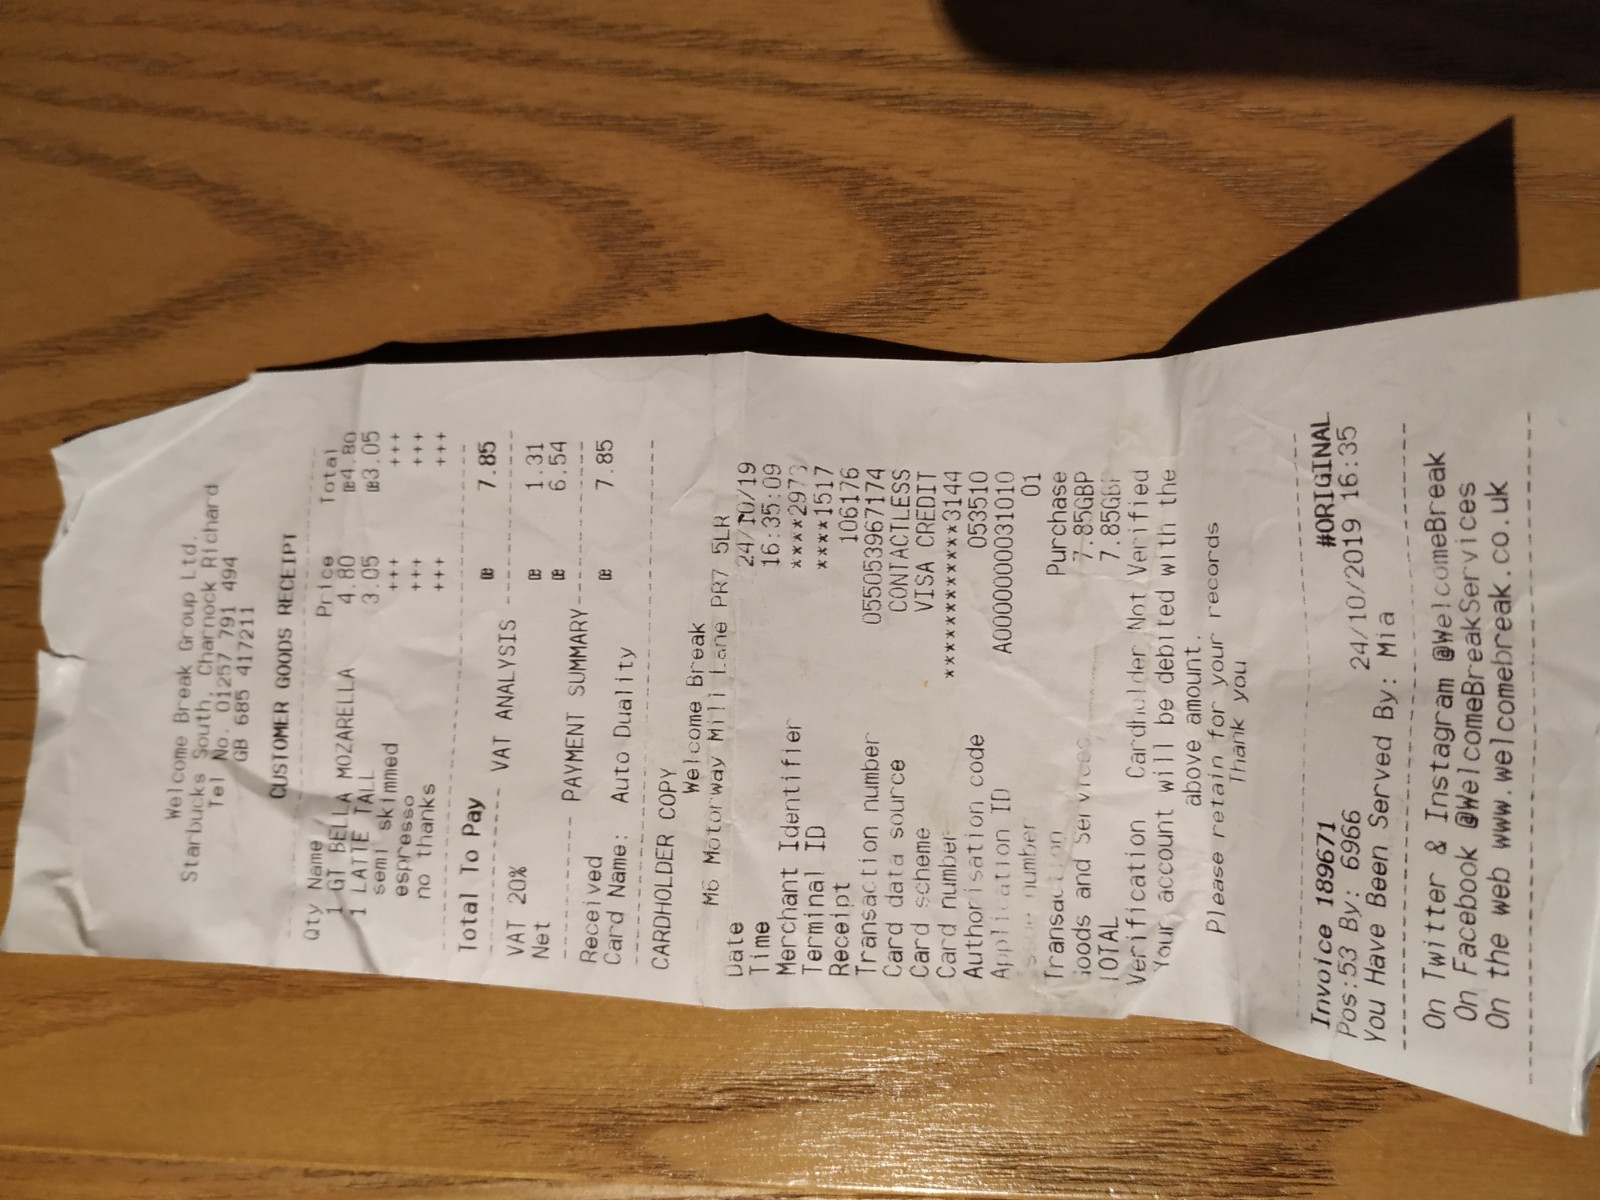 Welcome Break Group Ltd.
Starbucks South, Charnock Richard
Tel No. 01257 791 494
GB 685 417211
CUSTOMER GOODS RECEIPT
Qty Name Price Total
1 GT BELLA MOZARELLA 4.80 £4.80
1 LATTE TALL 3.05 £3.05
semi skimmed +++ +++
espresso +++ +++
no thanks +++ +++
Total To Pay £ 7.85
VAT ANALYSIS
VAT 20% £ 1.31
Net £ 6.54
PAYMENT SUMMARY
Received £ 7.85
Card Name: Auto Duality
CARDHOLDER COPY
Welcome Break
M6 Motorway Mill Lane PR7 5LR
Date 24/10/19
Time 16:35:09
Merchant Identifier ****2973
Terminal ID ****1517
Receipt 106176
Transaction number 05505395967174
Card data source CONTACTLESS
Card scheme VISA CREDIT
Card number ************3144
Authorisation code 053510
Application ID A0000000031010
number 01
Transaction Purchase
Goods and Services 7.85GBP
TOTAL 7.85GBP
Verification Cardholder Not Verified
Your account will be debited with the
above amount.
Please retain for your records
Thank you
Invoice 189671 #ORIGINAL
Pos:53 By: 6966 24/10/2019 16:35
You Have Been Served By: Mia
On Twitter & Instagram @WelcomeBreak
On Facebook @WelcomeBreakServices
On the web www.welcomebreak.co.uk